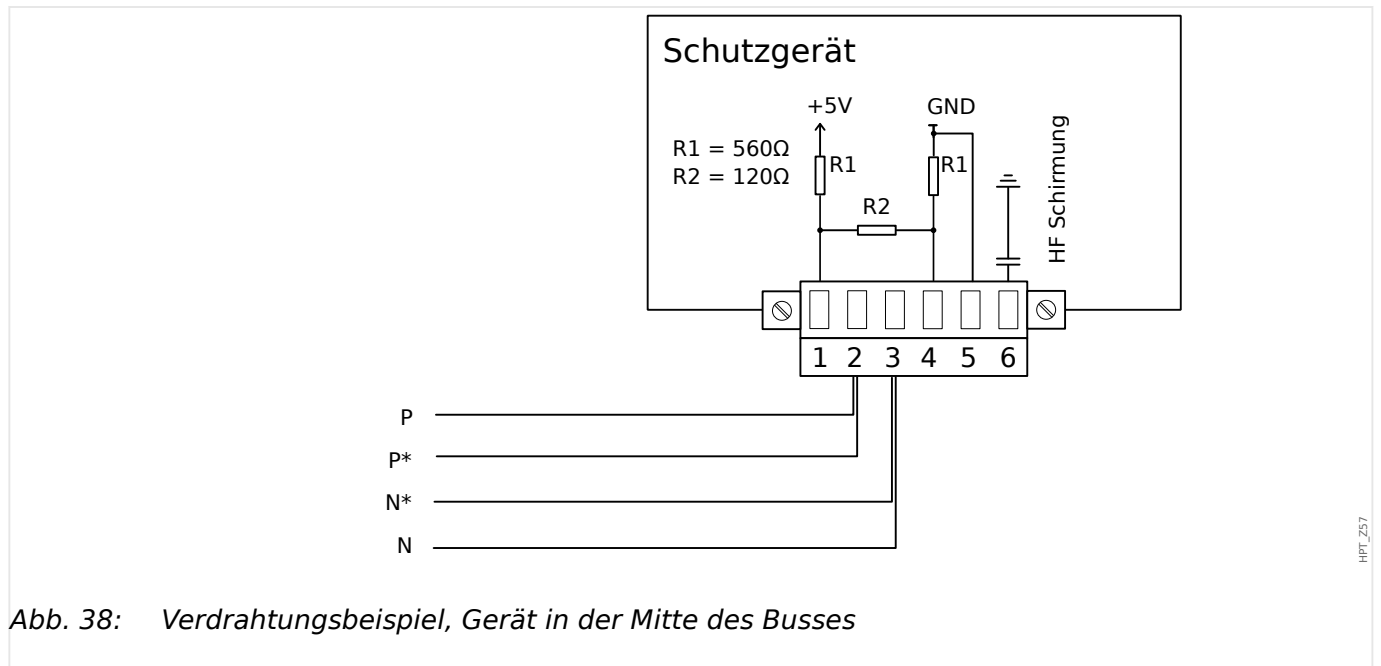 Schutzgerät
+5V
GND
R1 = 560Ω
R2 = 120Ω
R1
R1
R2
HF Schirmung
1 2 3 4 5 6
P
P*
N*
N
HPT_Z57
Abb. 38: Verdrahtungsbeispiel, Gerät in der Mitte des Busses